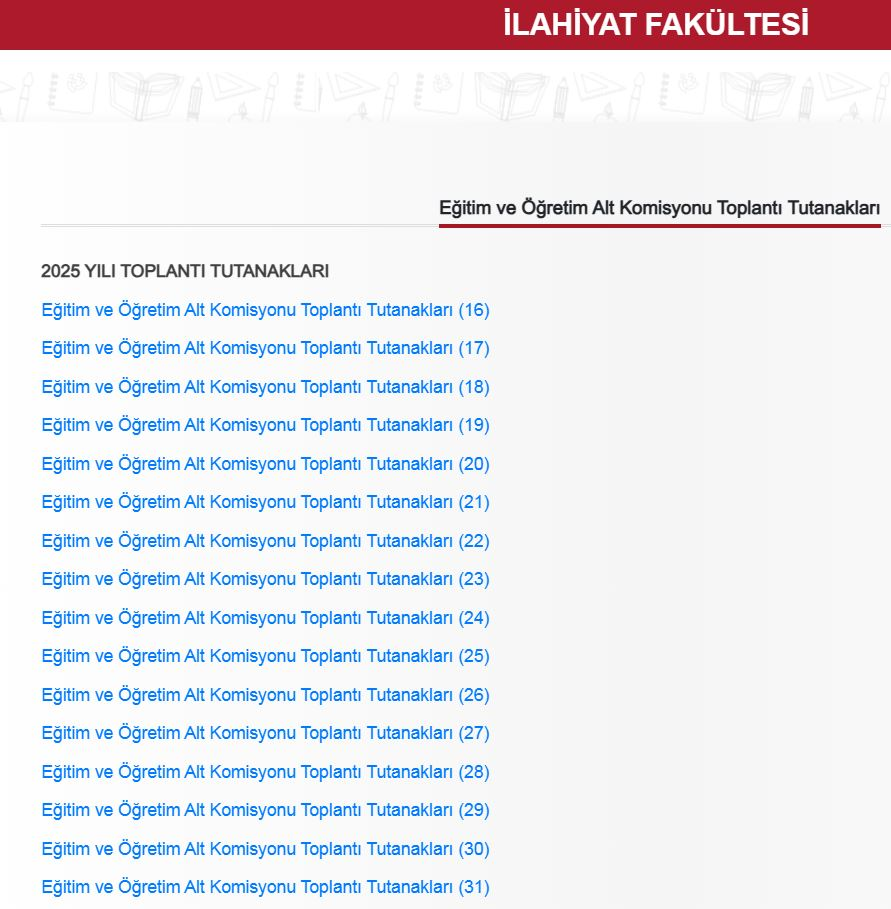 İLAHİYAT FAKÜLTESİ
Eğitim ve Öğretim Alt Komisyonu Toplantı Tutanakları
2025 YILI TOPLANTI TUTANAKLARI
Eğitim ve Öğretim Alt Komisyonu Toplantı Tutanakları (16)
Eğitim ve Öğretim Alt Komisyonu Toplantı Tutanakları (17)
Eğitim ve Öğretim Alt Komisyonu Toplantı Tutanakları (18)
Eğitim ve Öğretim Alt Komisyonu Toplantı Tutanakları (19)
Eğitim ve Öğretim Alt Komisyonu Toplantı Tutanakları (20)
Eğitim ve Öğretim Alt Komisyonu Toplantı Tutanakları (21)
Eğitim ve Öğretim Alt Komisyonu Toplantı Tutanakları (22)
Eğitim ve Öğretim Alt Komisyonu Toplantı Tutanakları (23)
Eğitim ve Öğretim Alt Komisyonu Toplantı Tutanakları (24)
Eğitim ve Öğretim Alt Komisyonu Toplantı Tutanakları (25)
Eğitim ve Öğretim Alt Komisyonu Toplantı Tutanakları (26)
Eğitim ve Öğretim Alt Komisyonu Toplantı Tutanakları (27)
Eğitim ve Öğretim Alt Komisyonu Toplantı Tutanakları (28)
Eğitim ve Öğretim Alt Komisyonu Toplantı Tutanakları (29)
Eğitim ve Öğretim Alt Komisyonu Toplantı Tutanakları (30)
Eğitim ve Öğretim Alt Komisyonu Toplantı Tutanakları (31)